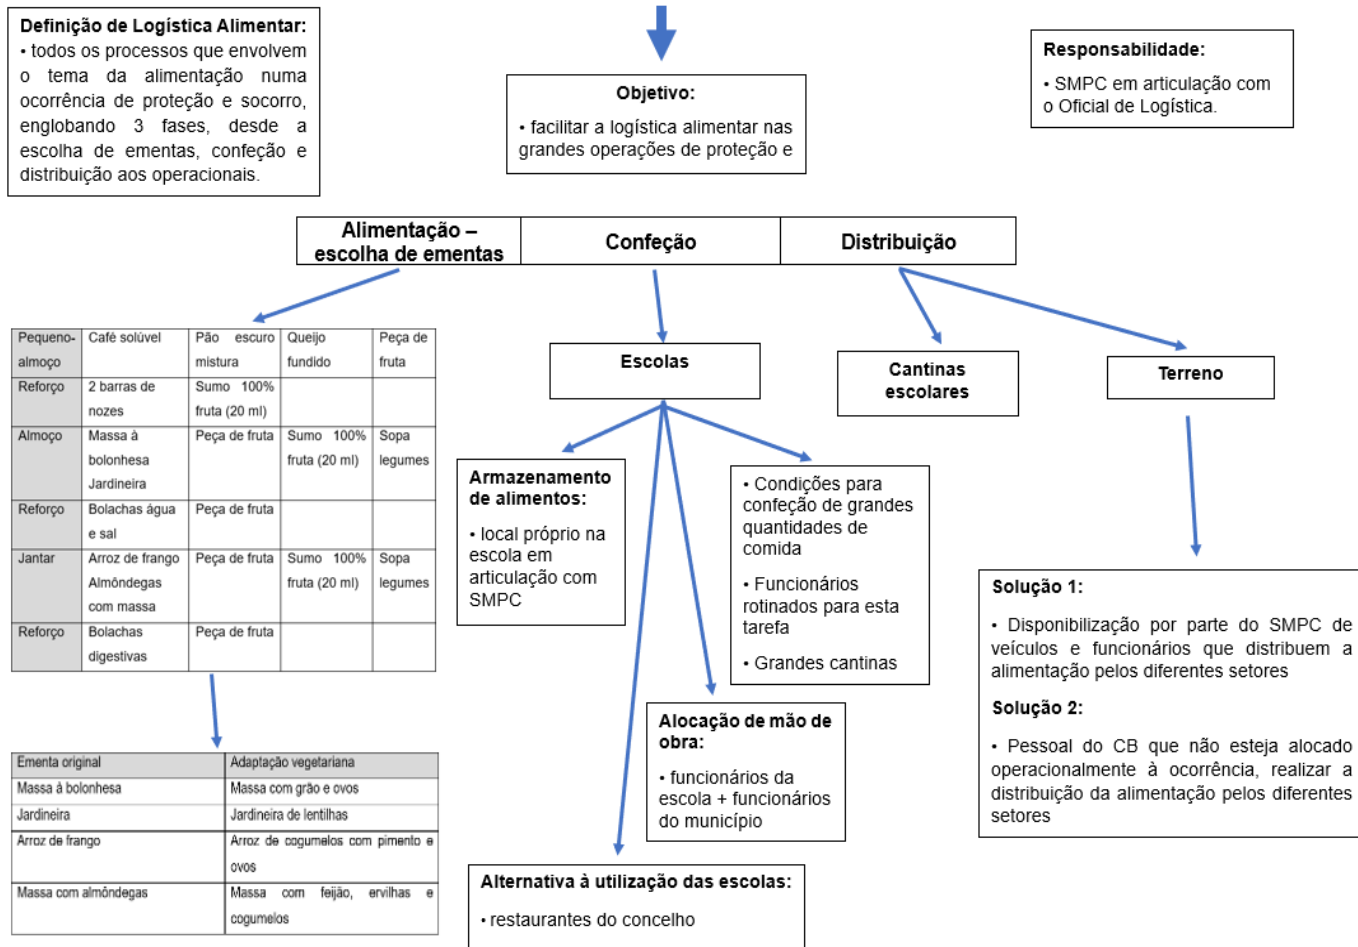 Definição de Logística Alimentar:
• todos os processos que envolvem
o tema da alimentação numa
ocorrência de proteção e socorro,
englobando 3 fases, desde a
escolha de ementas, confeção e
distribuição aos operacionais.
Objetivo:
• facilitar a logística alimentar nas
grandes operações de proteção e
Responsabilidade:
• SMPC em articulação com
o Oficial de Logística.
Alimentação –
escolha de ementas
Confeção
Distribuição
Pequeno-
almoço
Café solúvel
Pão escuro
mistura
Queijo
fundido
Peça de
fruta
Reforço
2 barras de
nozes
Sumo 100%
fruta (20 ml)
Almoço
Massa à
bolonhesa
Jardineira
Peça de fruta
Sumo 100%
fruta (20 ml)
Sopa
legumes
Reforço
Bolachas água
e sal
Peça de fruta
Jantar
Arroz de frango
Almôndegas
com massa
Peça de fruta
Sumo 100%
fruta (20 ml)
Sopa
legumes
Reforço
Bolachas
digestivas
Peça de fruta
Ementa original
Adaptação vegetariana
Massa à bolonhesa
Massa com grão e ovos
Jardineira
Jardineira de lentilhas
Arroz de frango
Arroz de cogumelos com pimento e
ovos
Massa com almôndegas
Massa com feijão, ervilhas e
cogumelos
Escolas
Armazenamento
de alimentos:
• local próprio na
escola em
articulação com
SMPC
• Condições para
confeção de grandes
quantidades de
comida
• Funcionários
rotinados para esta
tarefa
• Grandes cantinas
Alocação de mão de
obra:
• funcionários da
escola + funcionários
do município
Alternativa à utilização das escolas:
• restaurantes do concelho
Cantinas
escolares
Terreno
Solução 1:
• Disponibilização por parte do SMPC de
veículos e funcionários que distribuem a
alimentação pelos diferentes setores
Solução 2:
• Pessoal do CB que não esteja alocado
operacionalmente à ocorrência, realizar a
distribuição da alimentação pelos diferentes
setores